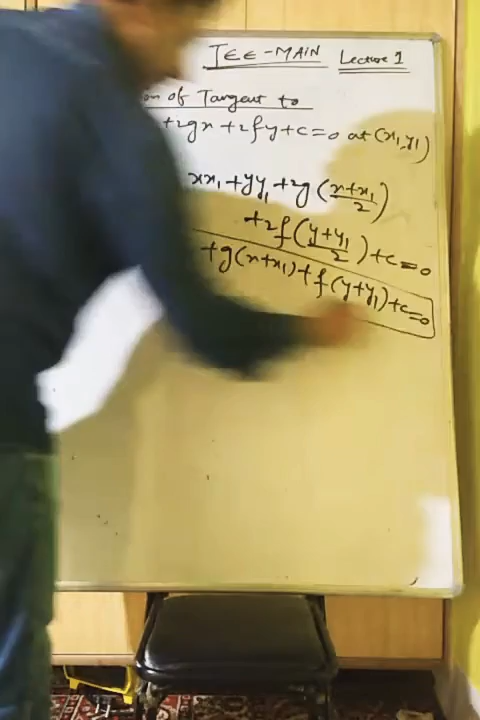 JEE-MAIN Lecture 1
of Tangent to
+2gx+2fy+c=0 at (x₁,y₁)
xx₁+yy₁+2g(x+x₁/2)
+2f(y+y₁/2)+c=0
+g(x+x₁)+f(y+y₁)+c=0